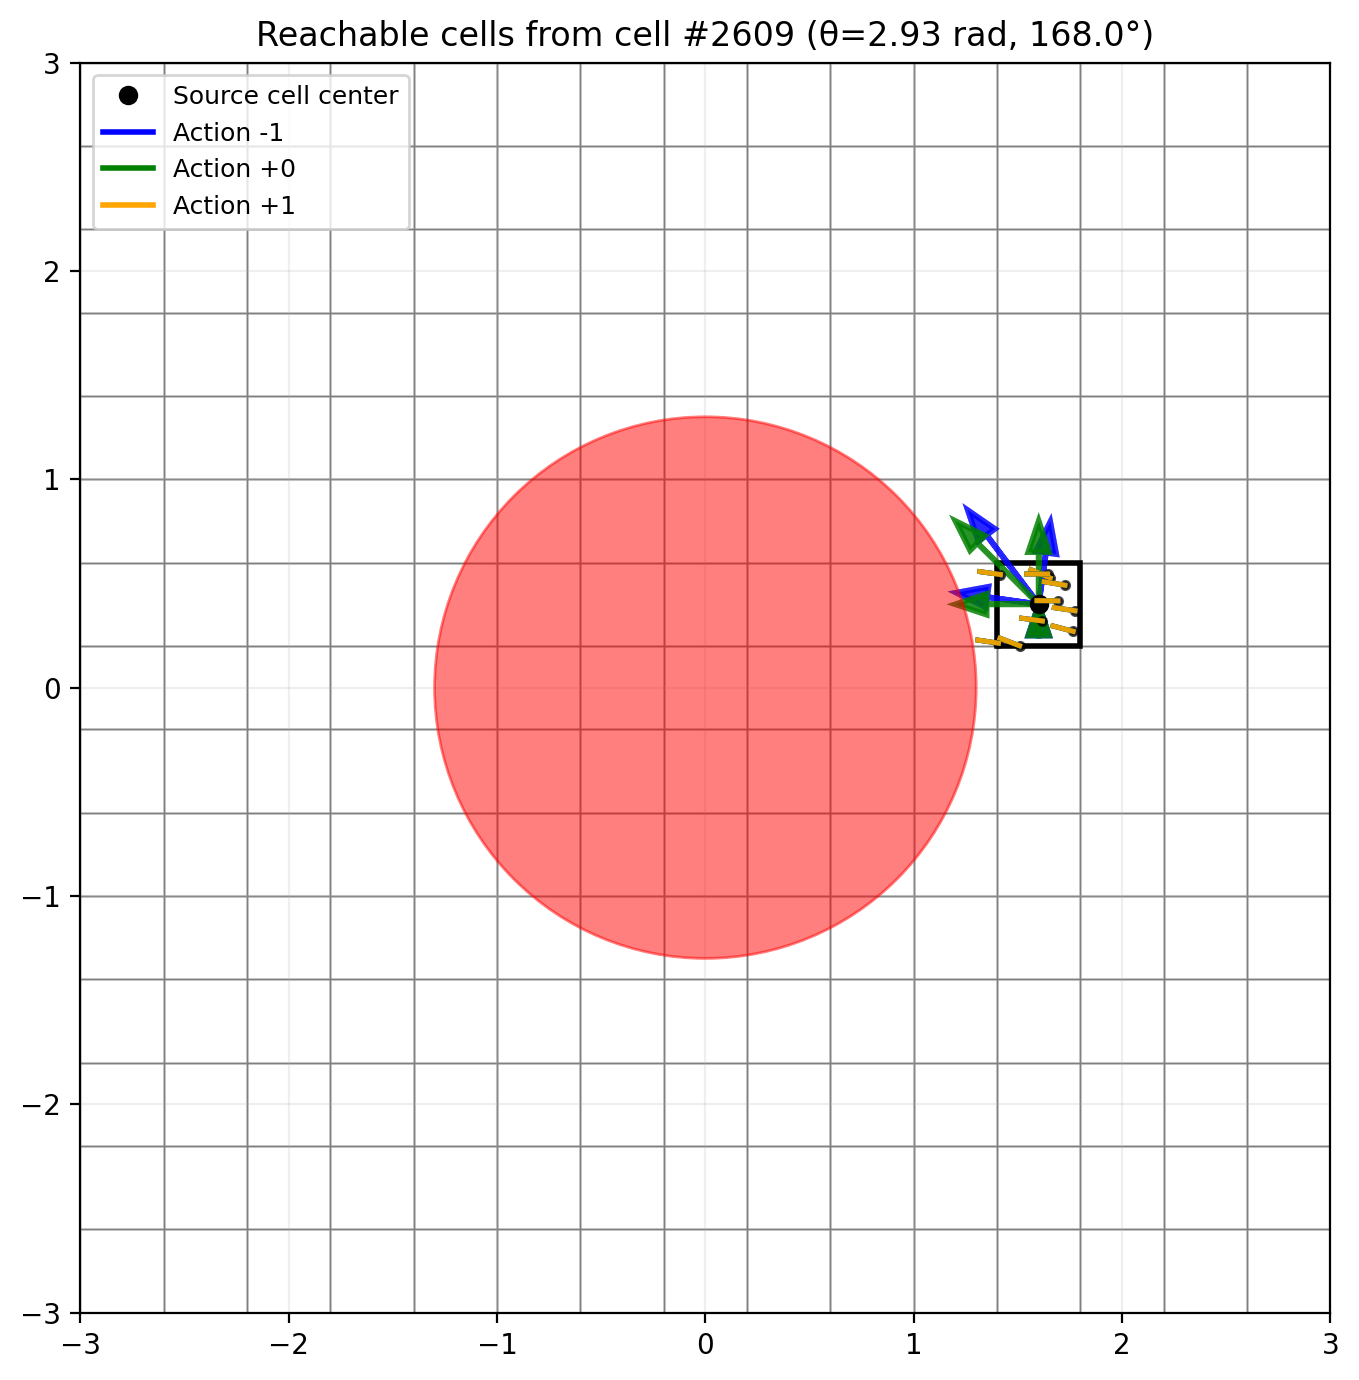 Reachable cells from cell #2609 (θ=2.93 rad, 168.0°)
Source cell center
Action -1
Action +0
Action +1
3
2
1
0
−1
−2
−3
−3
−2
−1
0
1
2
3